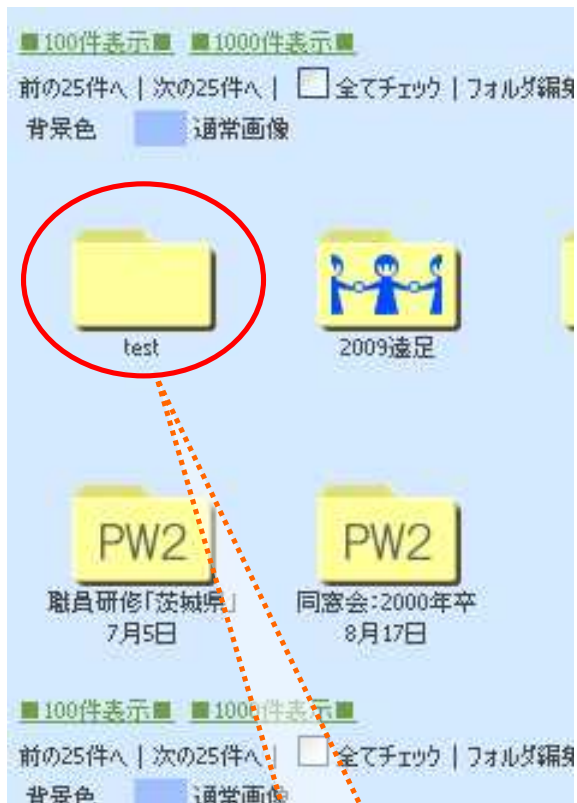 ■100件表示■ ■1000件表示■
前の25件へ | 次の25件へ | 全てチェック | フォルダ編集
背景色 通常画像
test 2009遠足
PW2 PW2
職員研修「茨城県」 同窓会:2000年卒
7月5日 8月17日
■100件表示■ ■1000件表示■
前の25件へ | 次の25件へ | 全てチェック | フォルダ編集
背景色 通常画像